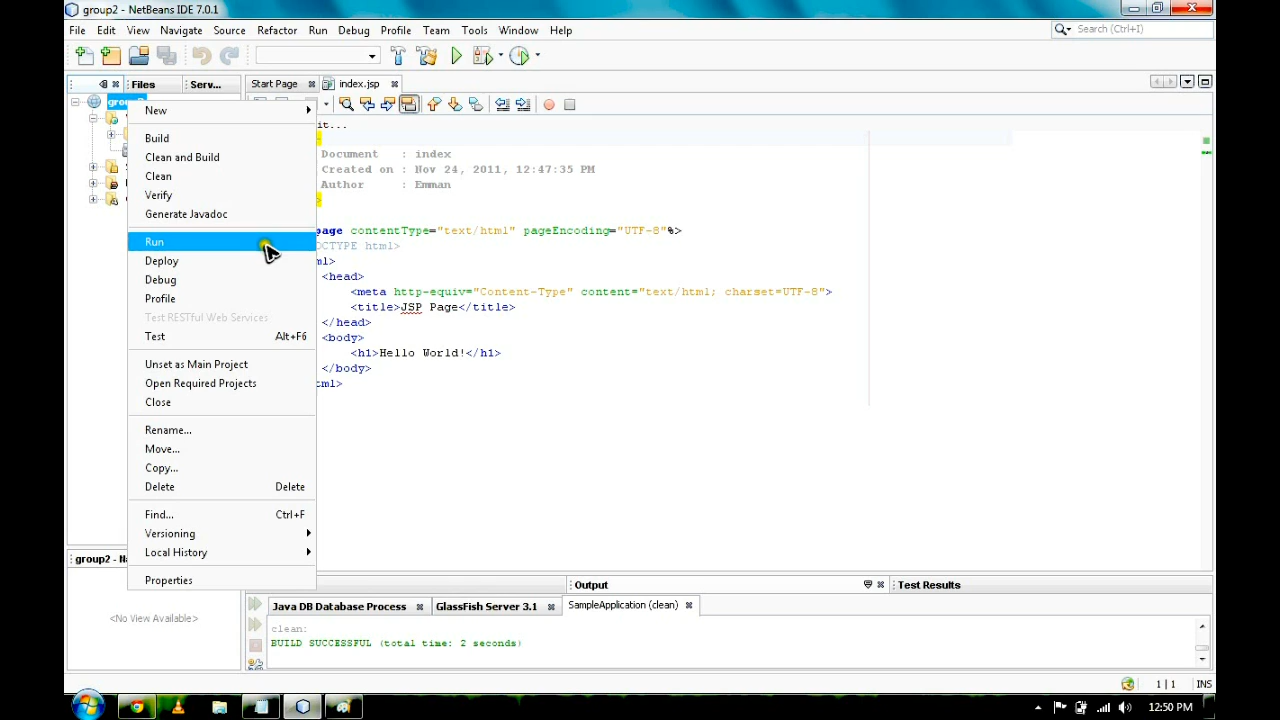 group2 - NetBeans IDE 7.0.1
File Edit View Navigate Source Refactor Run Debug Profile Team Tools Window Help
Search (Ctrl+I)
Files Serv... Start Page index.jsp
New
Build
Clean and Build
Clean
Verify
Generate Javadoc
Run
Deploy
Debug
Profile
Test RESTful Web Services
Test Alt+F6
Unset as Main Project
Open Required Projects
Close
Rename...
Move...
Copy...
Delete Delete
Find... Ctrl+F
Versioning
Local History
Properties
it...
Document : index
Created on : Nov 24, 2011, 12:47:35 PM
Author : Emman
page contentType="text/html" pageEncoding="UTF-8"%>
OCTYPE html>
ml>
<head>
<meta http-equiv="Content-Type" content="text/html; charset=UTF-8">
<title>JSP Page</title>
</head>
<body>
<h1>Hello World!</h1>
</body>
ml>
group2 - Na
<No View Available>
Output
Test Results
Java DB Database Process GlassFish Server 3.1 SampleApplication (clean)
clean:
BUILD SUCCESSFUL (total time: 2 seconds)
1 | 1 INS
12:50 PM